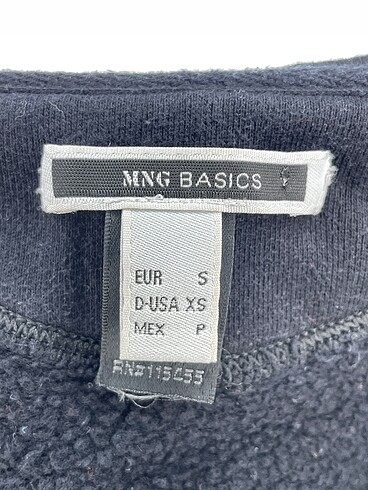 MNG BASICS
EUR S
D-USA XS
MEX P
RN#115455